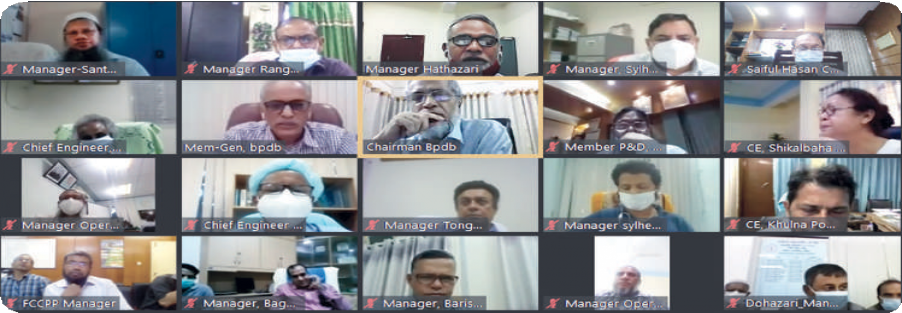 Manager-Sant...
Manager Rang...
Manager Hathazari
Manager, Sylh...
Saiful Hasan C...
Chief Engineer,...
Mem-Gen, bpdb
Chairman Bpdb
Member P&D, ...
CE, Shikalbaha ...
Manager Oper...
Chief Engineer ...
Manager Tong...
Manager sylhe...
CE, Khulna Po...
FCCPP Manager
Manager, Bag...
Manager, Baris...
Manager Oper...
Dohazari_Man...